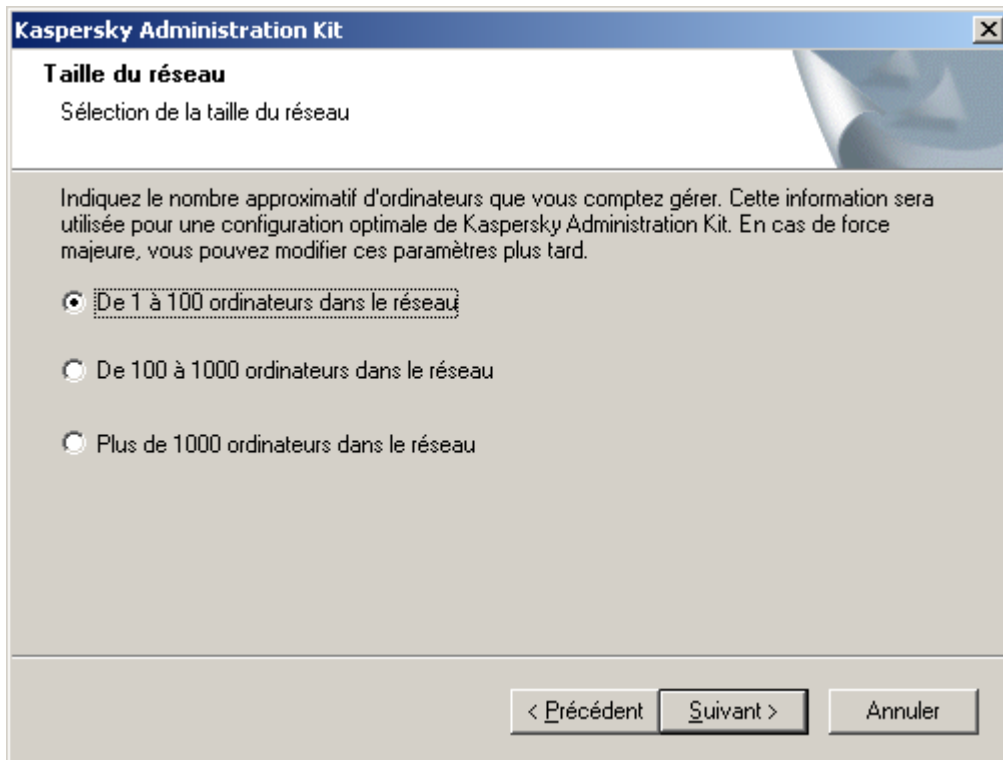 Kaspersky Administration Kit
Taille du réseau
Sélection de la taille du réseau
Indiquez le nombre approximatif d'ordinateurs que vous comptez gérer. Cette information sera
utilisée pour une configuration optimale de Kaspersky Administration Kit. En cas de force
majeure, vous pouvez modifier ces paramètres plus tard.
De 1 à 100 ordinateurs dans le réseau
De 100 à 1000 ordinateurs dans le réseau
Plus de 1000 ordinateurs dans le réseau
< Précédent Suivant > Annuler